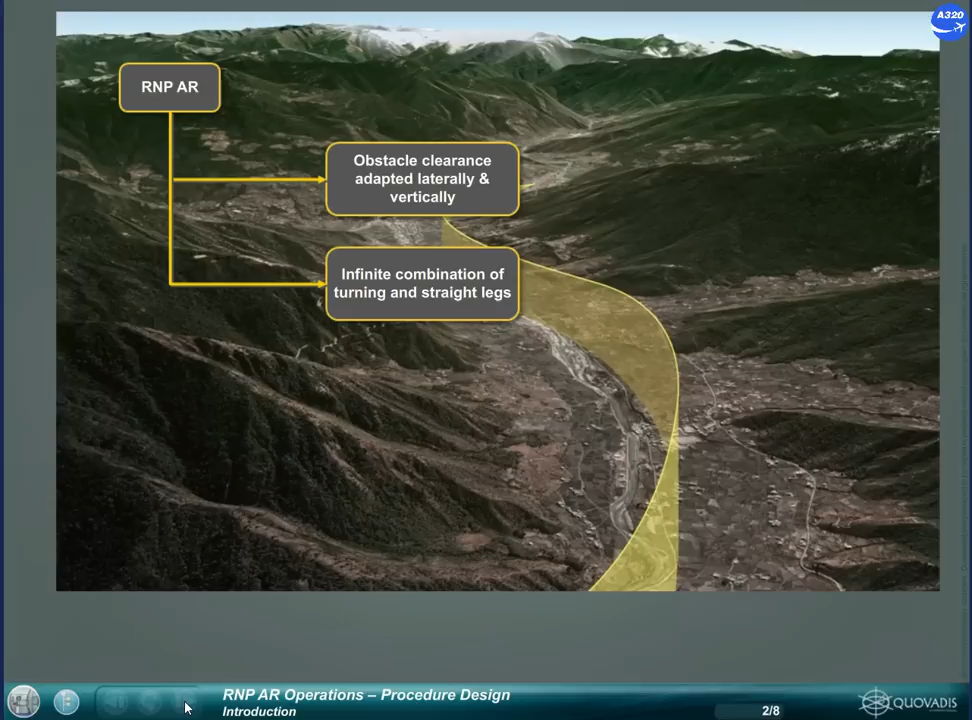 A320
RNP AR
Obstacle clearance
adapted laterally &
vertically
Infinite combination of
turning and straight legs
RNP AR Operations – Procedure Design
Introduction
2/8
QUOVADIS